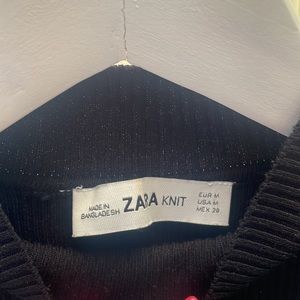 MADE IN
BANGLADESH
ZARA KNIT
EUR M
USA M
MEX 28